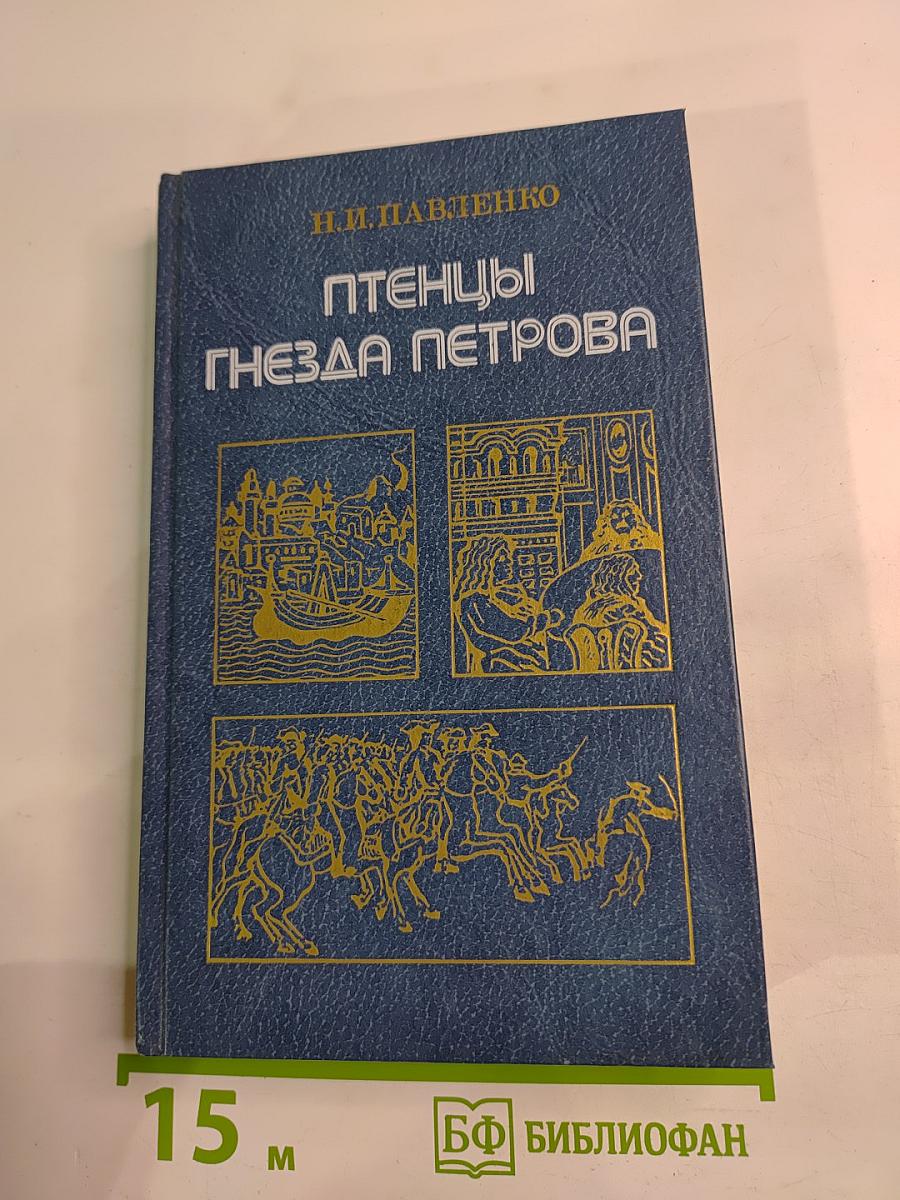 Н.И.ПАВЛЕНКО
ПТЕНЦЫ
ГНЕЗДА ПЕТРОВА
15 м
БФ БИБЛИОФАН